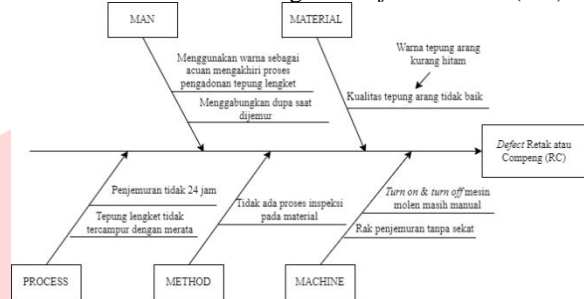 MAN
MATERIAL
Menggunakan warna sebagai
acuan mengakhiri proses
pengadonan tepung lengket
Menggabungkan dupa saat
dijemur
Warna tepung arang
kurang hitam
Kualitas tepung arang tidak baik
Defect Retak atau
Compeng (RC)
Penjemuran tidak 24 jam
Tepung lengket tidak
tercampur dengan merata
Tidak ada proses inspeksi
pada material
Turn on & turn off mesin
molen masih manual
Rak penjemuran tanpa sekat
PROCESS
METHOD
MACHINE